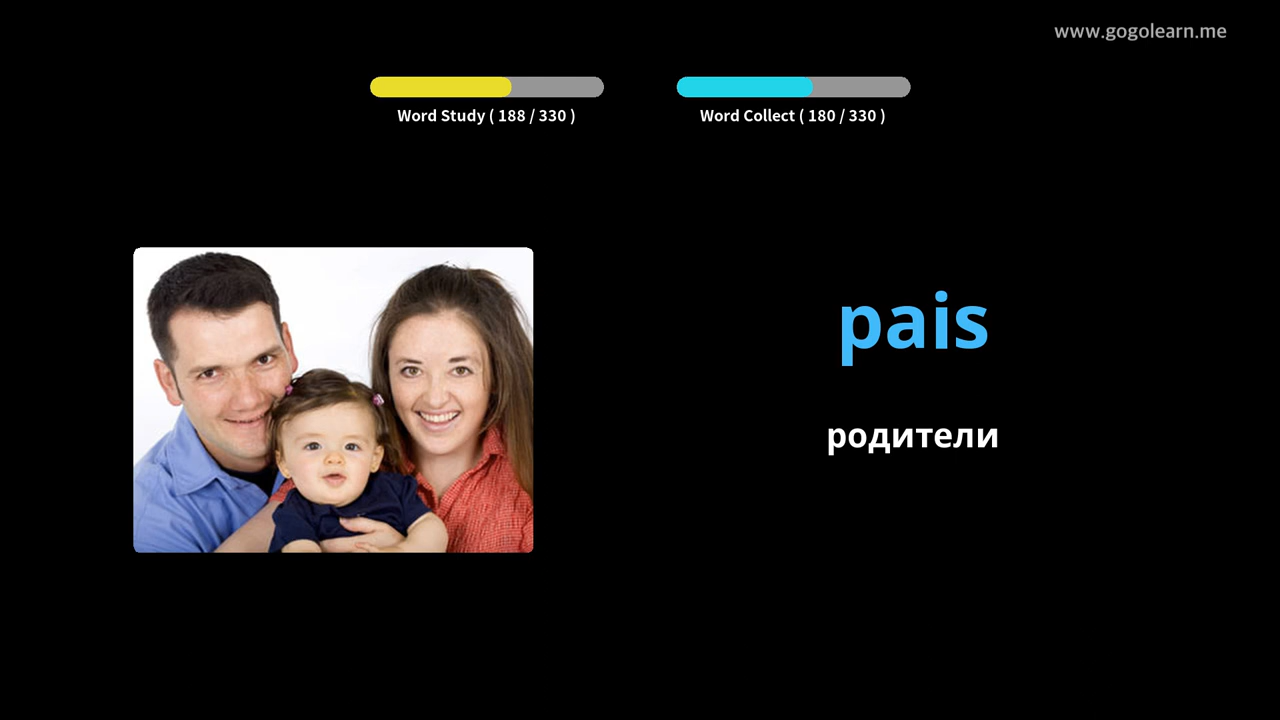 www.gogolearn.me
Word Study ( 188 / 330 )
Word Collect ( 180 / 330 )
pais
родители